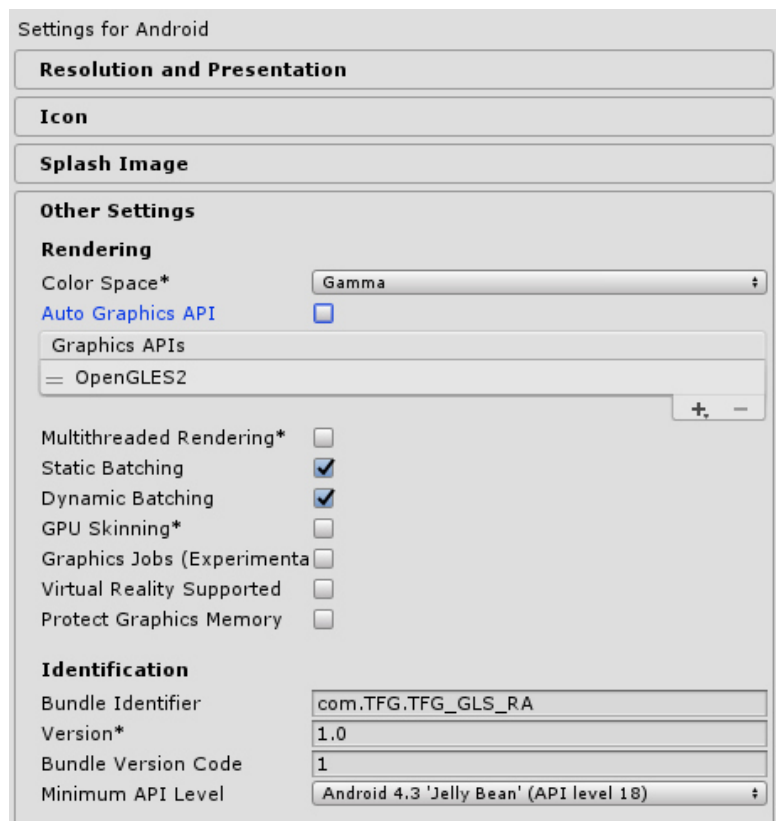 Settings for Android
Resolution and Presentation
Icon
Splash Image
Other Settings
Rendering
Color Space* Gamma
Auto Graphics API
Graphics APIs
= OpenGLES2
+ −
Multithreaded Rendering*
Static Batching
Dynamic Batching
GPU Skinning*
Graphics Jobs (Experimenta
Virtual Reality Supported
Protect Graphics Memory
Identification
Bundle Identifier com.TFG.TFG_GLS_RA
Version* 1.0
Bundle Version Code 1
Minimum API Level Android 4.3 'Jelly Bean' (API level 18)